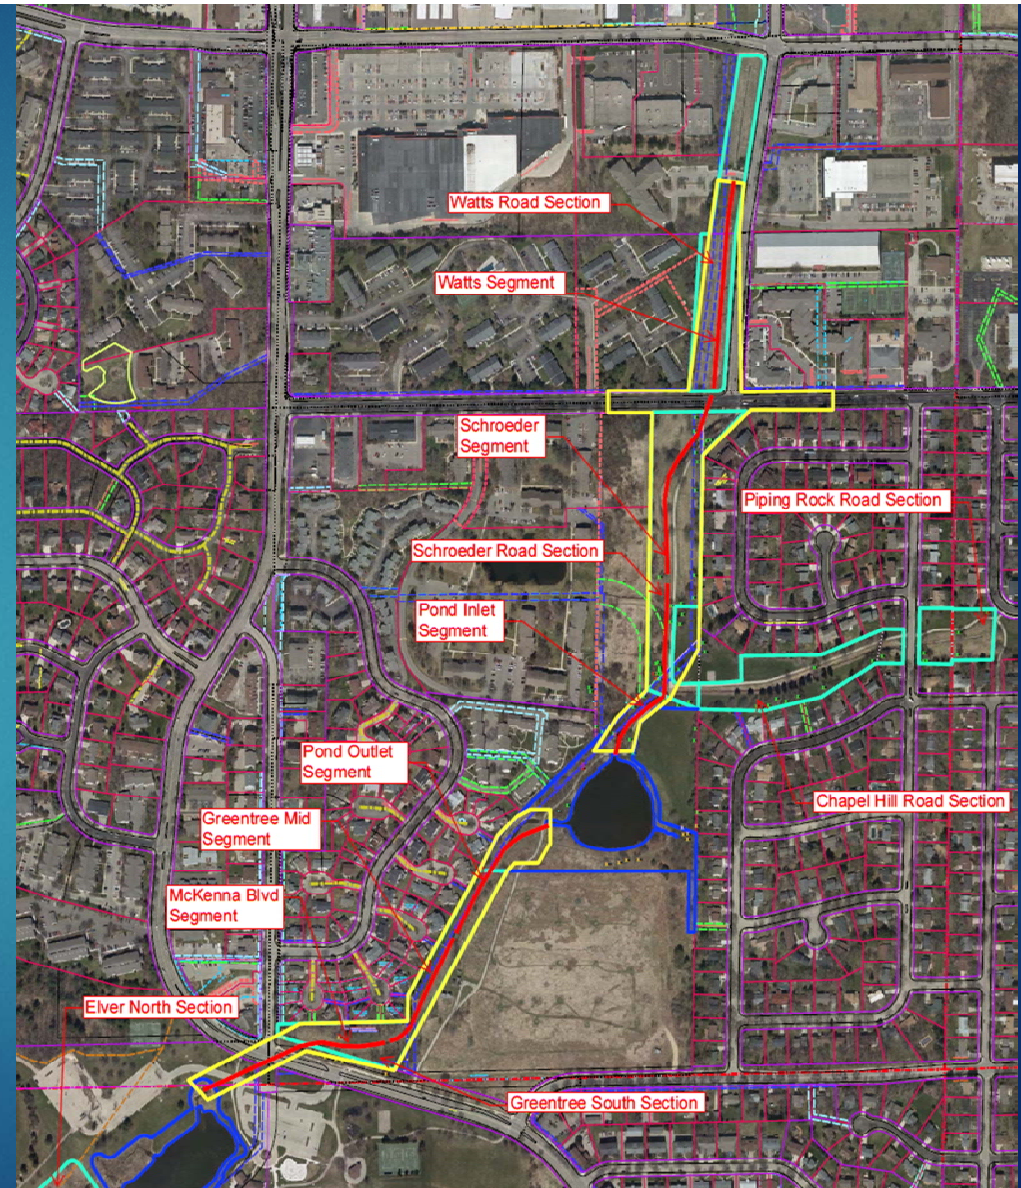 Watts Road Section
Watts Segment
Schroeder
Segment
Piping Rock Road Section
Schroeder Road Section
Pond Inlet
Segment
Pond Outlet
Segment
Chapel Hill Road Section
Greentree Mid
Segment
McKenna Blvd
Segment
Elver North Section
Greentree South Section